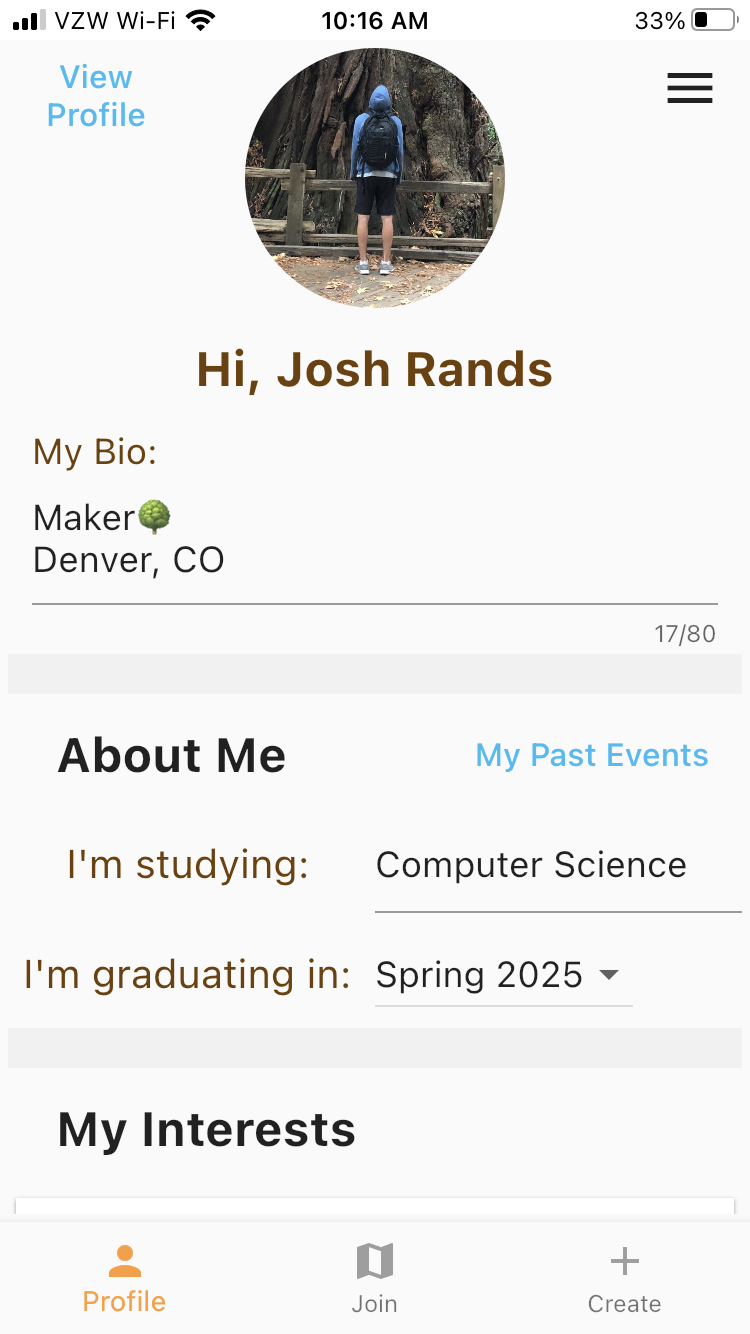 VZW Wi-Fi 10:16 AM 33%
View
Profile
Hi, Josh Rands
My Bio:
Maker🌳
Denver, CO
17/80
About Me
My Past Events
I'm studying: Computer Science
I'm graduating in: Spring 2025
My Interests
Profile Join Create